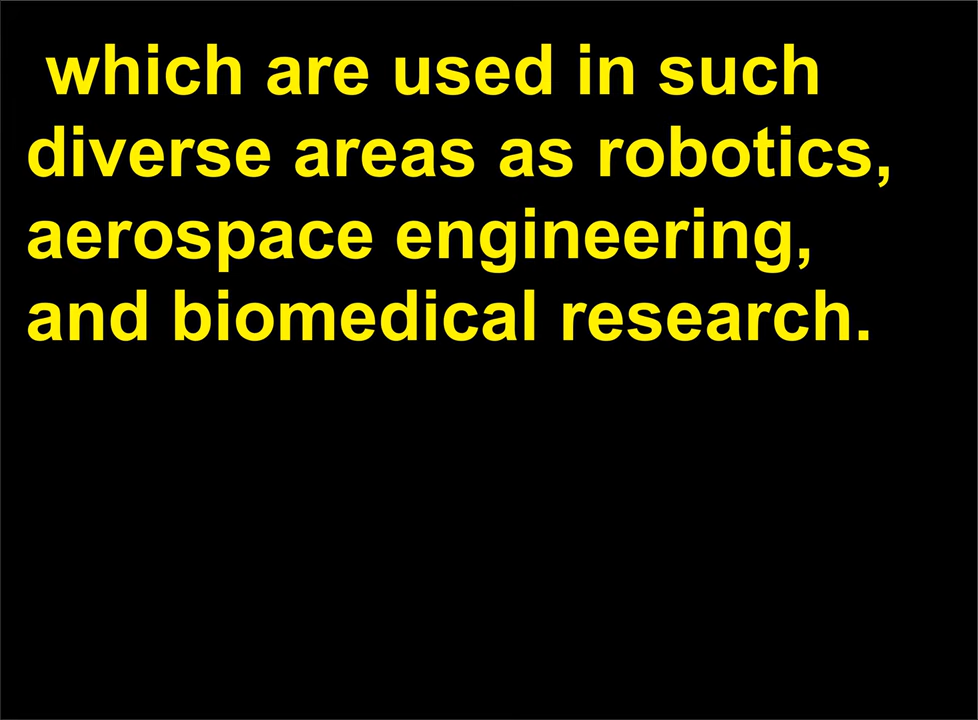 which are used in such
diverse areas as robotics,
aerospace engineering,
and biomedical research.